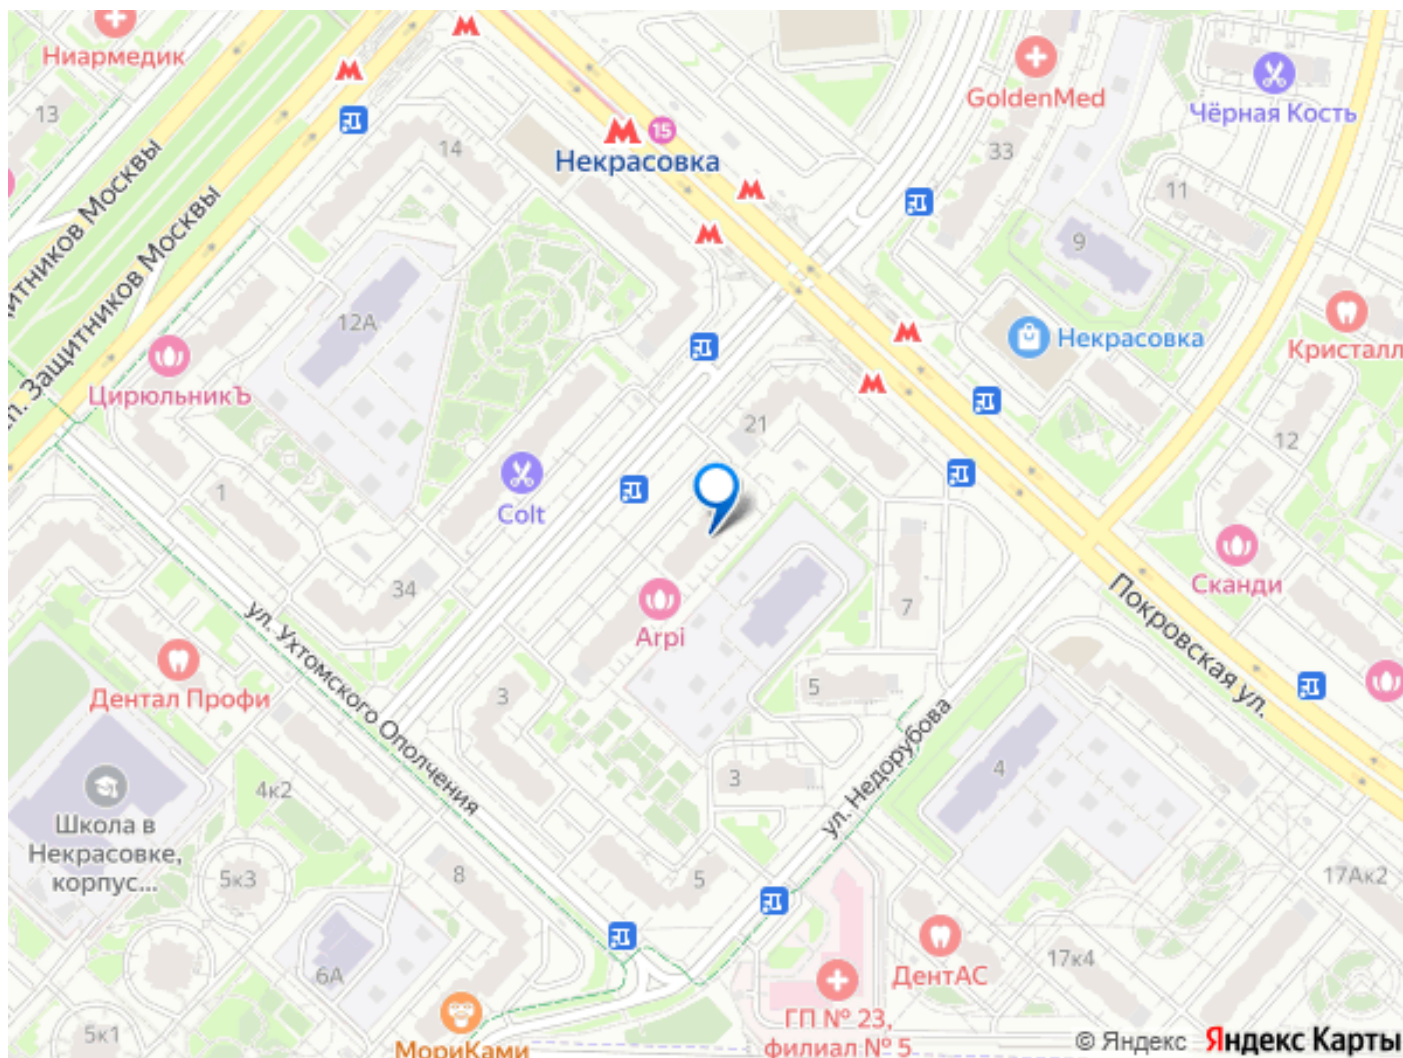 Ниармедик
13
14
15
Некрасовка
GoldenMed
Чёрная Кость
33
11
9
Защитников Москвы
12А
ЦирюльникЪ
Некрасовка
Кристалл
21
12
1
Colt
34
Arpi
7
Сканди
Покровская ул.
ул. Ухтомского Ополчения
Дентал Профи
3
5
ул. Недорубова
4
3
4к2
Школа в
Некрасовке,
корпус...
5к3
8
5
17Ак2
6А
17к4
ДентАС
5к1
МориКами
ГП № 23,
филиал № 5
© Яндекс Яндекс Карты